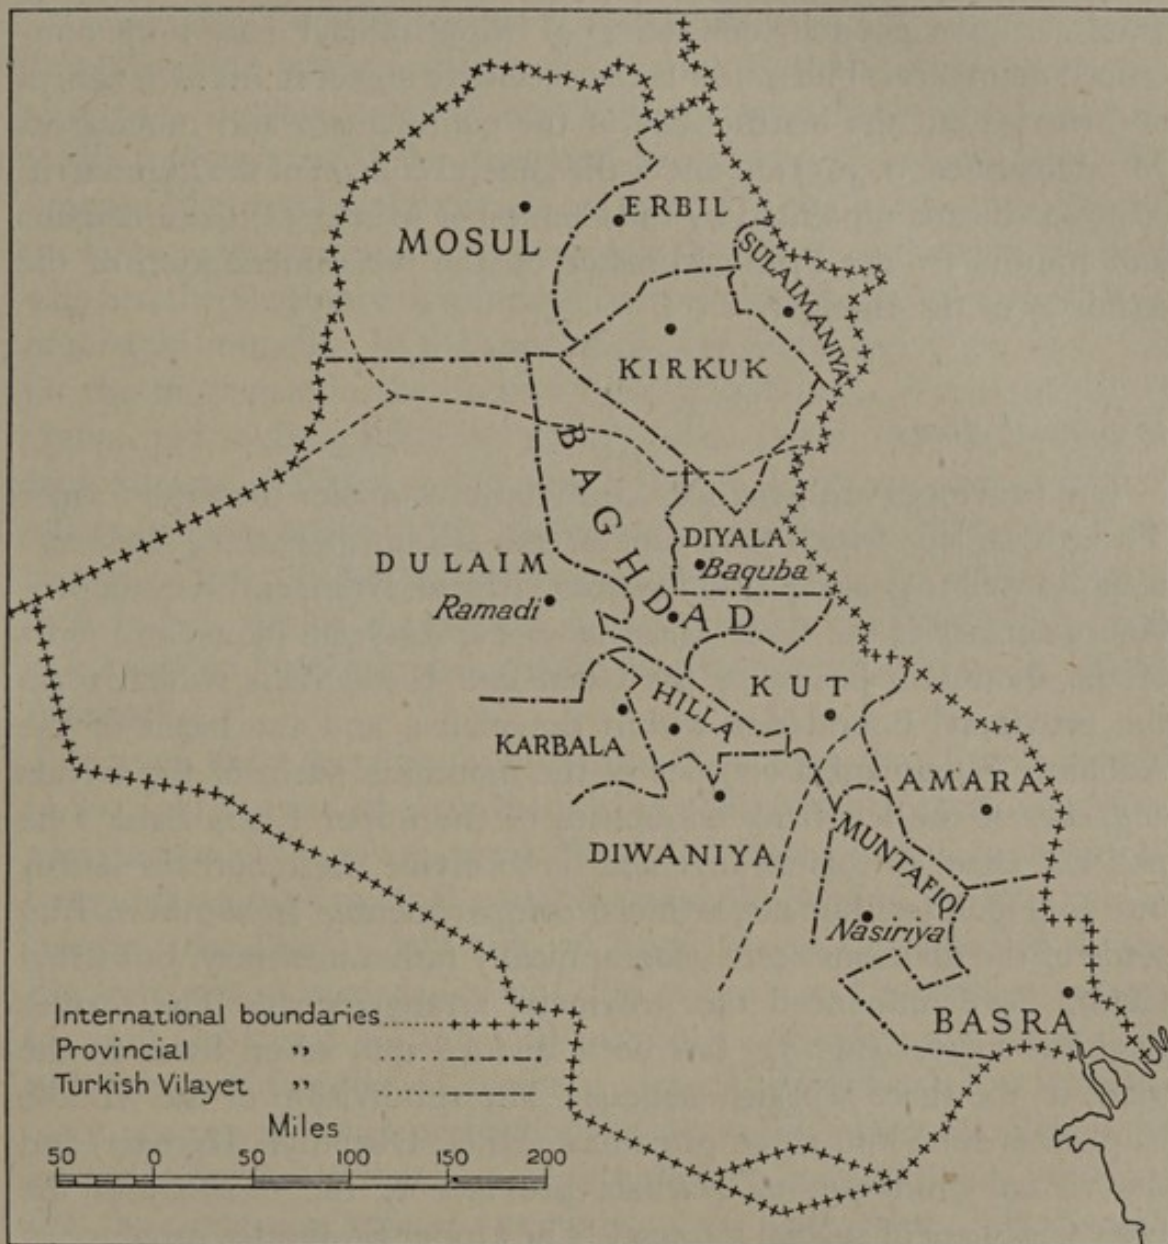 ERBIL
MOSUL
SULAIMANIYA
KIRKUK
BAGHDAD
DIYALA
DULAIM
Baquba
Ramadi
KUT
HILLA
KARBALA
AMARA
MUNTAFIQ
DIWANIYA
Nasiriya
BASRA
International boundaries.......++++++
Provincial „ ......—·—·—·—
Turkish Vilayet „ ......--------
Miles
50 0 50 100 150 200